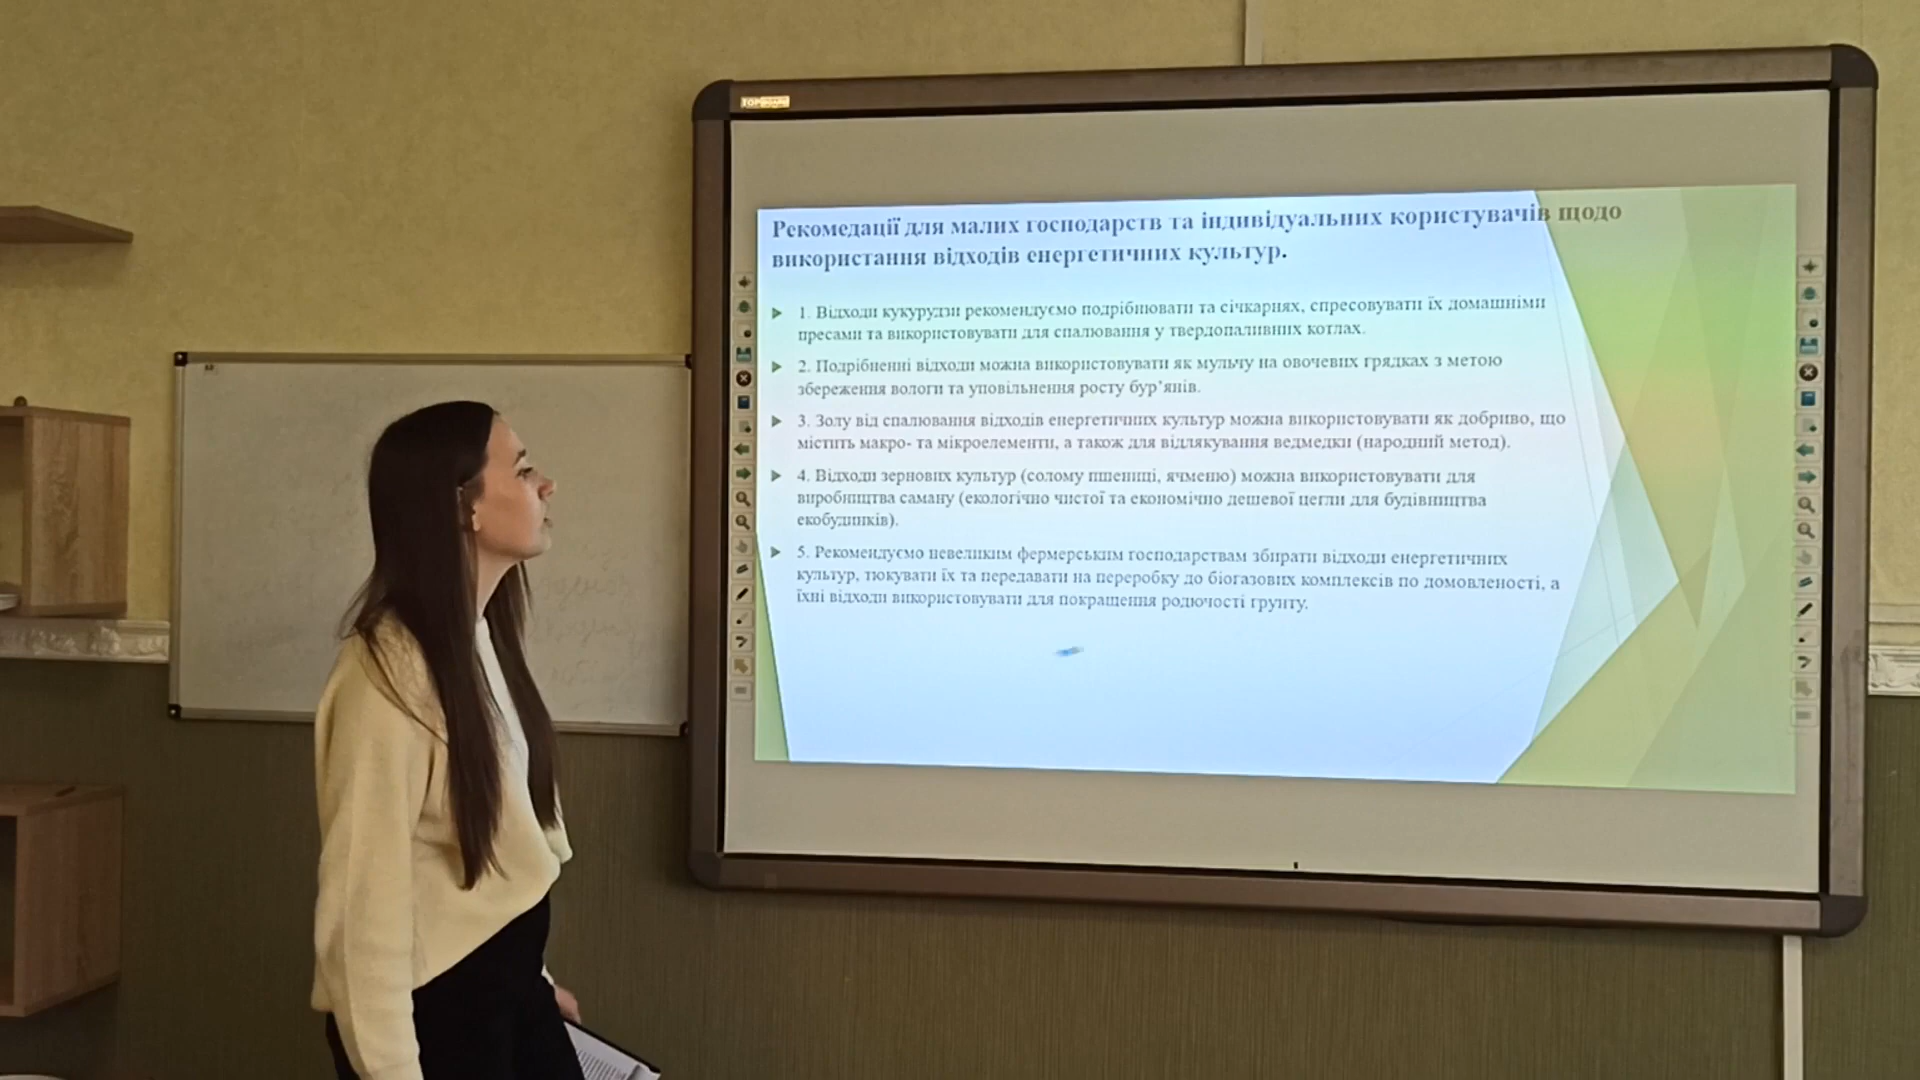 TOP
Рекомедації для малих господарств та індивідуальних користувачів щодо
використання відходів енергетичних культур.
1. Відходи кукурудзи рекомендуємо подрібнювати та січкарнях, спресовувати їх домашніми
пресами та використовувати для спалювання у твердопаливних котлах.
2. Подрібненні відходи можна використовувати як мульчу на овочевих грядках з метою
збереження вологи та уповільнення росту бур’янів.
3. Золу від спалювання відходів енергетичних культур можна використовувати як добриво, що
містить макро- та мікроелементи, а також для відлякування ведмедки (народний метод).
4. Відходи зернових культур (солому пшениці, ячменю) можна використовувати для
виробництва саману (екологічно чистої та економічно дешевої цегли для будівництва
екобудинків).
5. Рекомендуємо невеликим фермерським господарствам збирати відходи енергетичних
культур, тюкувати їх та передавати на переробку до біогазових комплексів по домовленості, а
їхні відходи використовувати для покращення родючості грунту.